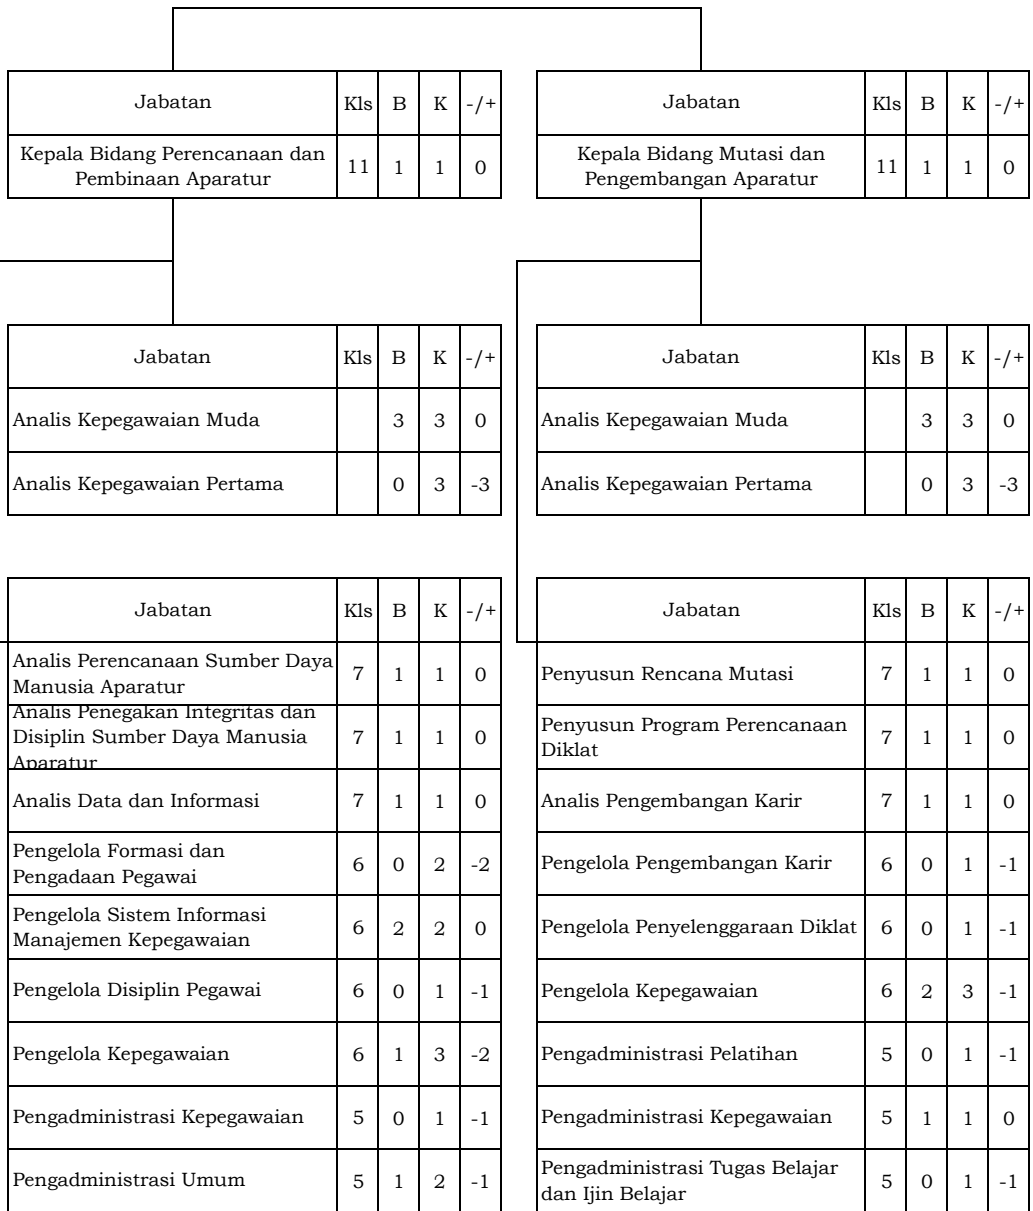 Jabatan Kls B K -/+
Kepala Bidang Perencanaan dan
Pembinaan Aparatur 11 1 1 0
Jabatan Kls B K -/+
Kepala Bidang Mutasi dan
Pengembangan Aparatur 11 1 1 0
Jabatan Kls B K -/+
Analis Kepegawaian Muda 3 3 0
Analis Kepegawaian Pertama 0 3 -3
Jabatan Kls B K -/+
Analis Kepegawaian Muda 3 3 0
Analis Kepegawaian Pertama 0 3 -3
Jabatan Kls B K -/+
Analis Perencanaan Sumber Daya
Manusia Aparatur 7 1 1 0
Analis Penegakan Integritas dan
Disiplin Sumber Daya Manusia
Aparatur 7 1 1 0
Analis Data dan Informasi 7 1 1 0
Pengelola Formasi dan
Pengadaan Pegawai 6 0 2 -2
Pengelola Sistem Informasi
Manajemen Kepegawaian 6 2 2 0
Pengelola Disiplin Pegawai 6 0 1 -1
Pengelola Kepegawaian 6 1 3 -2
Pengadministrasi Kepegawaian 5 0 1 -1
Pengadministrasi Umum 5 1 2 -1
Jabatan Kls B K -/+
Penyusun Rencana Mutasi 7 1 1 0
Penyusun Program Perencanaan
Diklat 7 1 1 0
Analis Pengembangan Karir 7 1 1 0
Pengelola Pengembangan Karir 6 0 1 -1
Pengelola Penyelenggaraan Diklat 6 0 1 -1
Pengelola Kepegawaian 6 2 3 -1
Pengadministrasi Pelatihan 5 0 1 -1
Pengadministrasi Kepegawaian 5 1 1 0
Pengadministrasi Tugas Belajar
dan Ijin Belajar 5 0 1 -1